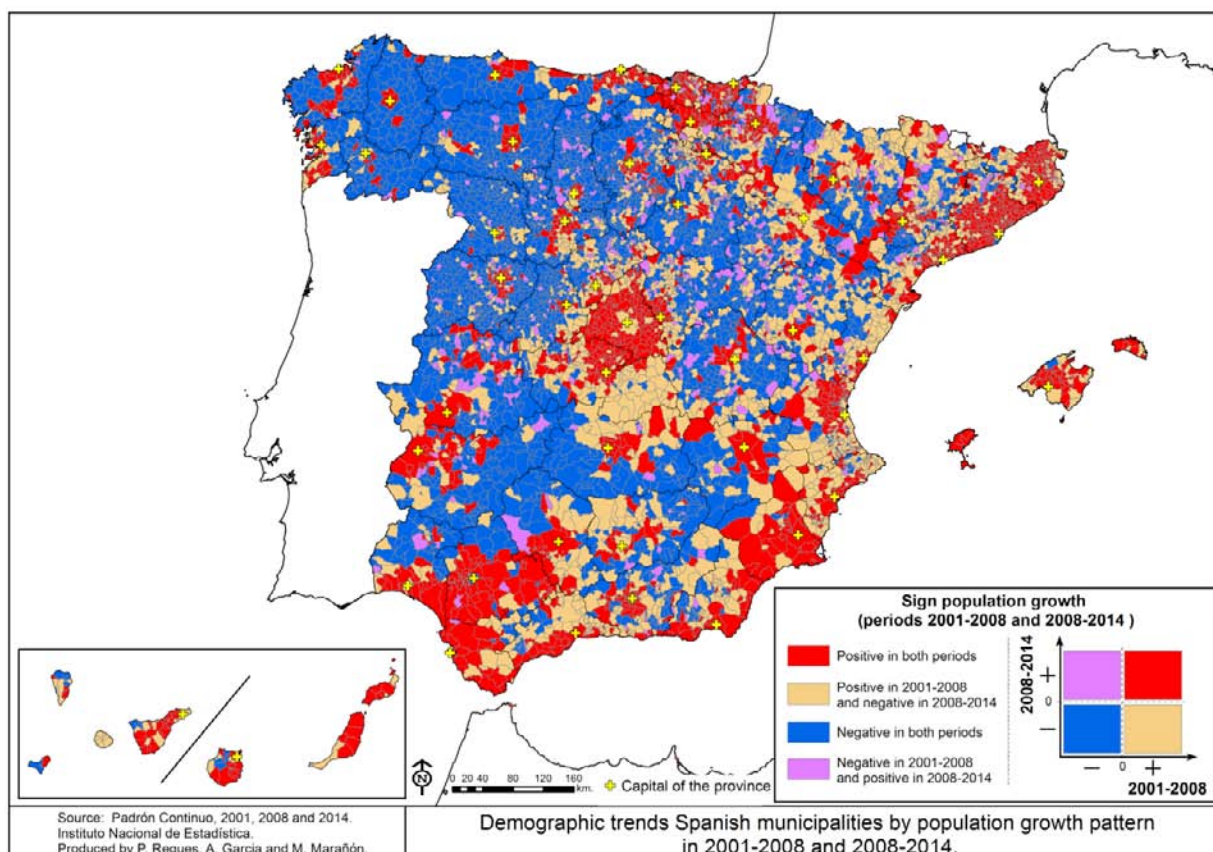 Sign population growth
(periods 2001-2008 and 2008-2014 )
Positive in both periods
Positive in 2001-2008
and negative in 2008-2014
Negative in both periods
Negative in 2001-2008
and positive in 2008-2014
2008-2014
+
0
—
— 0 +
2001-2008
N
0 20 40 80 120 160
km.
Capital of the province
Source: Padrón Continuo, 2001, 2008 and 2014.
Instituto Nacional de Estadística.
Produced by P. Reques, A. Garcia and M. Marañón.
Demographic trends Spanish municipalities by population growth pattern
in 2001-2008 and 2008-2014.